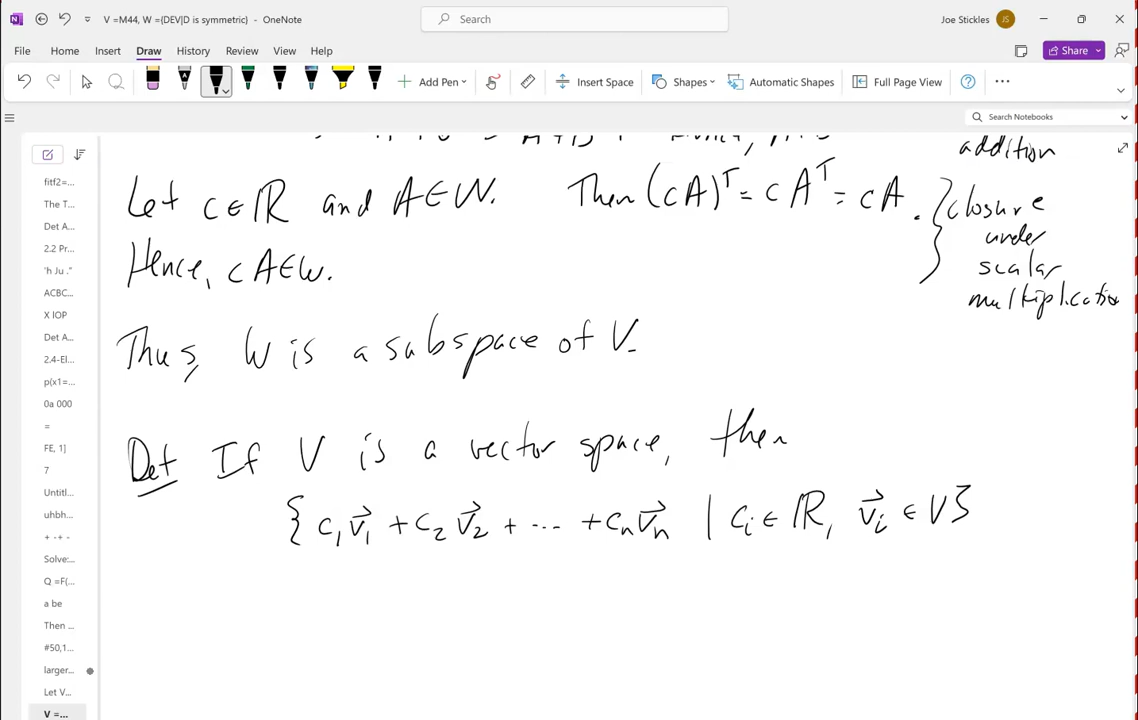 V =M44, W ={DEV|D is symmetric} - OneNote
Search
Joe Stickles
JS
File Home Insert Draw History Review View Help
Share
Add Pen
Insert Space
Shapes
Automatic Shapes
Full Page View
Search Notebooks
fitf2=...
The T...
Det A...
2.2 Pr...
'h Ju ."
ACBC...
X IOP
Det A...
2.4-El...
p(x1=...
0a 000
=
FE, 1]
7
Untitl...
uhbh...
+ -+ -
Solve:...
Q =F(...
a be
Then ...
#50,1...
larger...
Let V...
V =...
addition
Let c∈ℝ and A∈W. Then (cA)ᵀ = cAᵀ = cA.
closure
under
scalar
multiplication
Hence, cA∈W.
Thus, W is a subspace of V.
Def If V is a vector space, then
{ c₁v⃗₁ + c₂v⃗₂ + ... + cₙv⃗ₙ | cᵢ ∈ ℝ, v⃗ᵢ ∈ V }